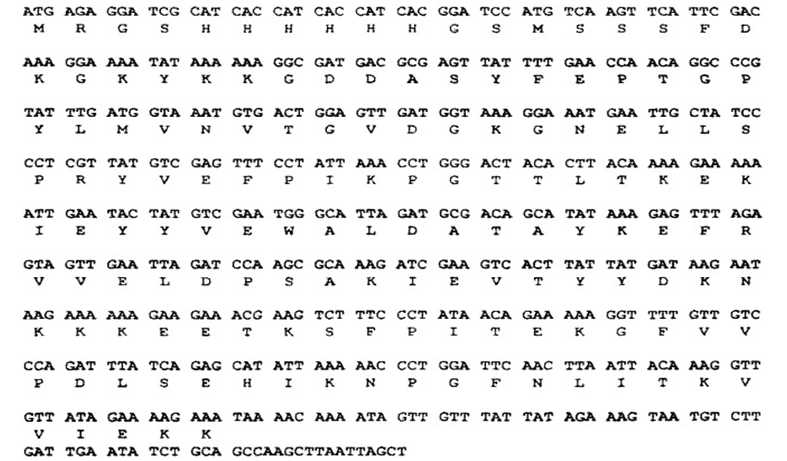 ATG AGA GGA TCG CAT CAC CAT CAC CAT CAC GGA TCC ATG TCA AGT TCA TTC GAC
M R G S H H H H H H G S M S S S F D
AAA GGA AAA TAT AAA AAA GGC GAT GAC GCG AGT TAT TTT GAA CCA ACA GGC CCG
K G K Y K K G D D A S Y F E P T G P
TAT TTG ATG GTA AAT GTG ACT GGA GTT GAT GGT AAA GGA AAT GAA TTG CTA TCC
Y L M V N V T G V D G K G N E L L S
CCT CGT TAT GTC GAG TTT CCT ATT AAA CCT GGG ACT ACA CTT ACA AAA GAA AAA
P R Y V E F P I K P G T T L T K E K
ATT GAA TAC TAT GTC GAA TGG GCA TTA GAT GCG ACA GCA TAT AAA GAG TTT AGA
I E Y Y V E W A L D A T A Y K E F R
GTA GTT GAA TTA GAT CCA AGC GCA AAG ATC GAA GTC ACT TAT TAT GAT AAG AAT
V V E L D P S A K I E V T Y Y D K N
AAG AAA AAA GAA GAA ACG AAG TCT TTC CCT ATA ACA GAA AAA GGT TTT GTT GTC
K K K E E T K S F P I T E K G F V V
CCA GAT TTA TCA GAG CAT ATT AAA AAC CCT GGA TTC AAC TTA ATT ACA AAG GTT
P D L S E H I K N P G F N L I T K V
GTT ATA GAA AAG AAA TAA AAC AAA ATA GTT GTT TAT TAT AGA AAG TAA TGT CTT
V I E K K
GAT TGA ATA TCT GCA GCCAAGCTTAATTAGCT